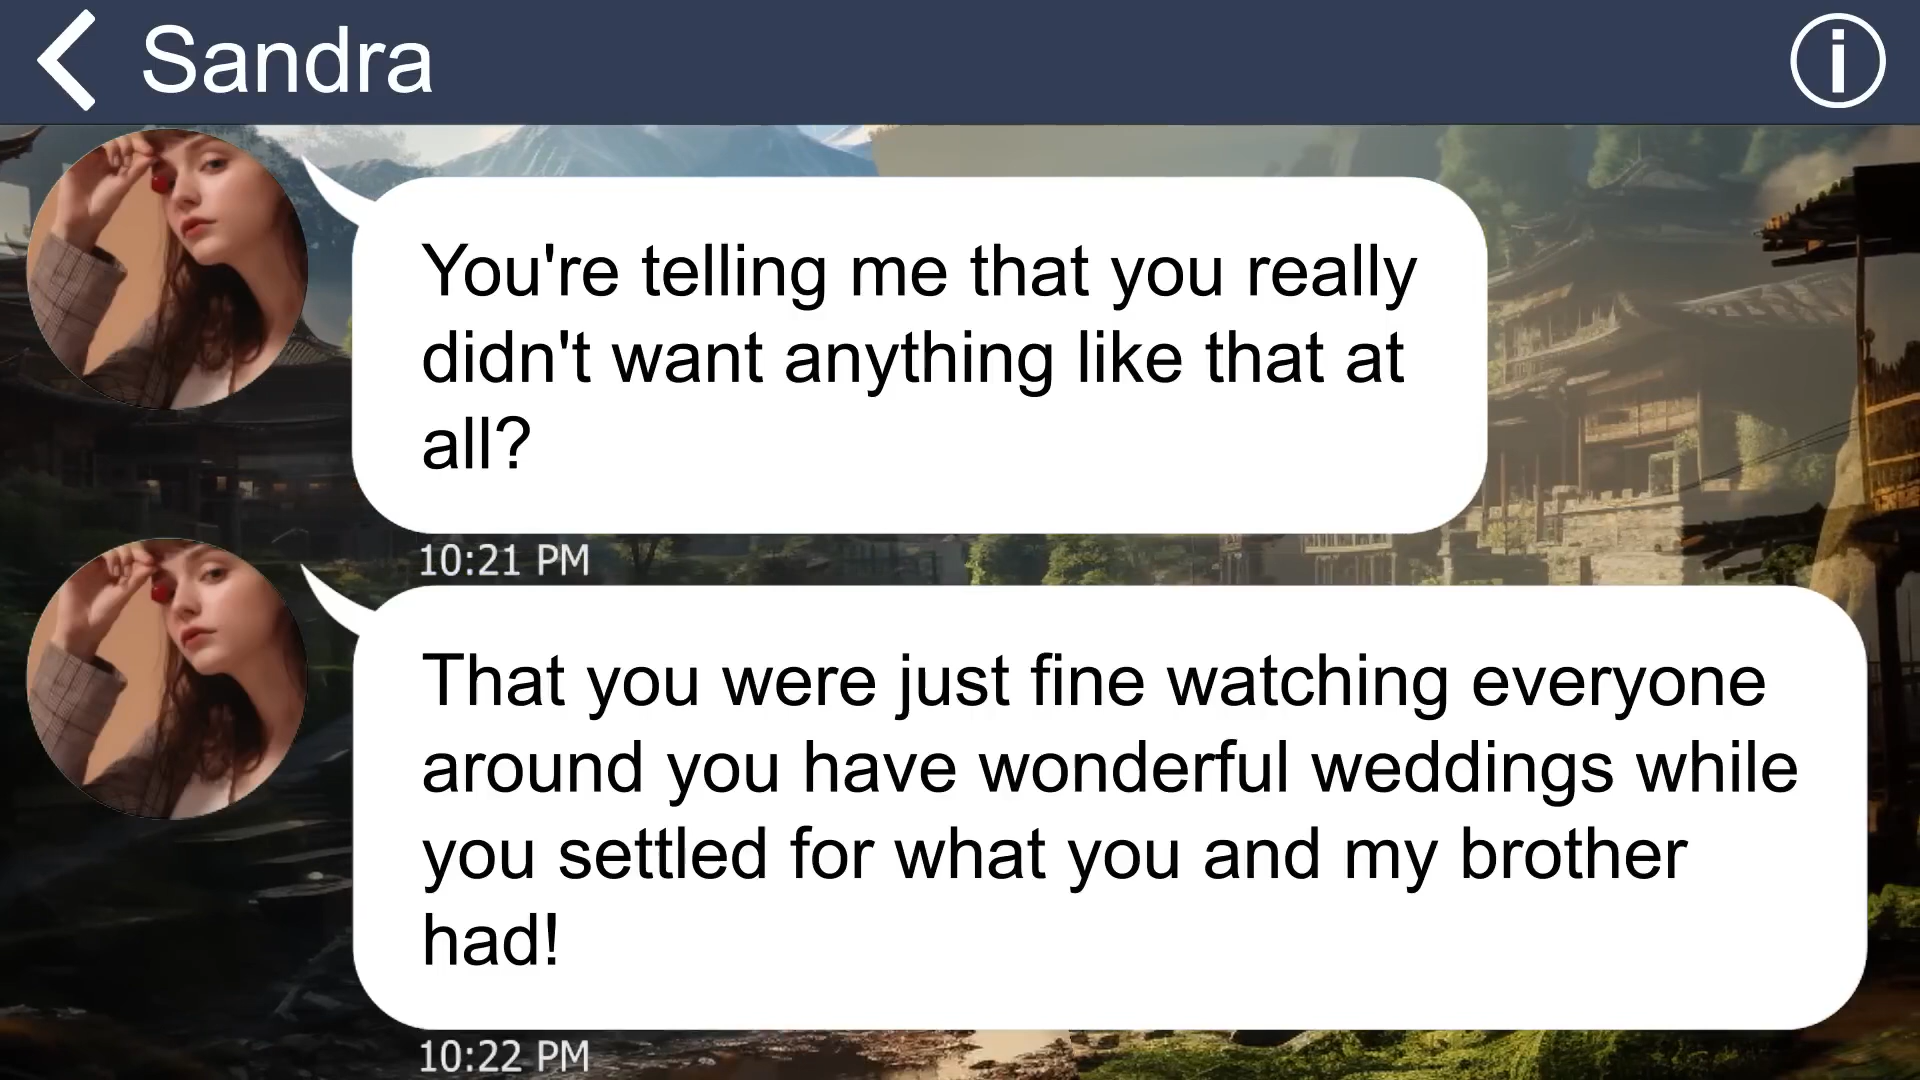 Sandra
You're telling me that you really
didn't want anything like that at
all?
10:21 PM
That you were just fine watching everyone
around you have wonderful weddings while
you settled for what you and my brother
had!
10:22 PM